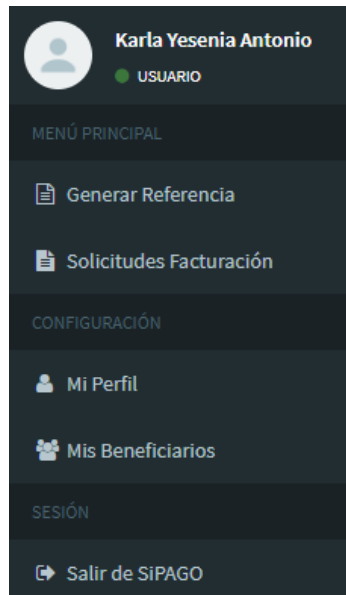 Karla Yesenia Antonio
USUARIO
MENÚ PRINCIPAL
Generar Referencia
Solicitudes Facturación
CONFIGURACIÓN
Mi Perfil
Mis Beneficiarios
SESIÓN
Salir de SiPAGO